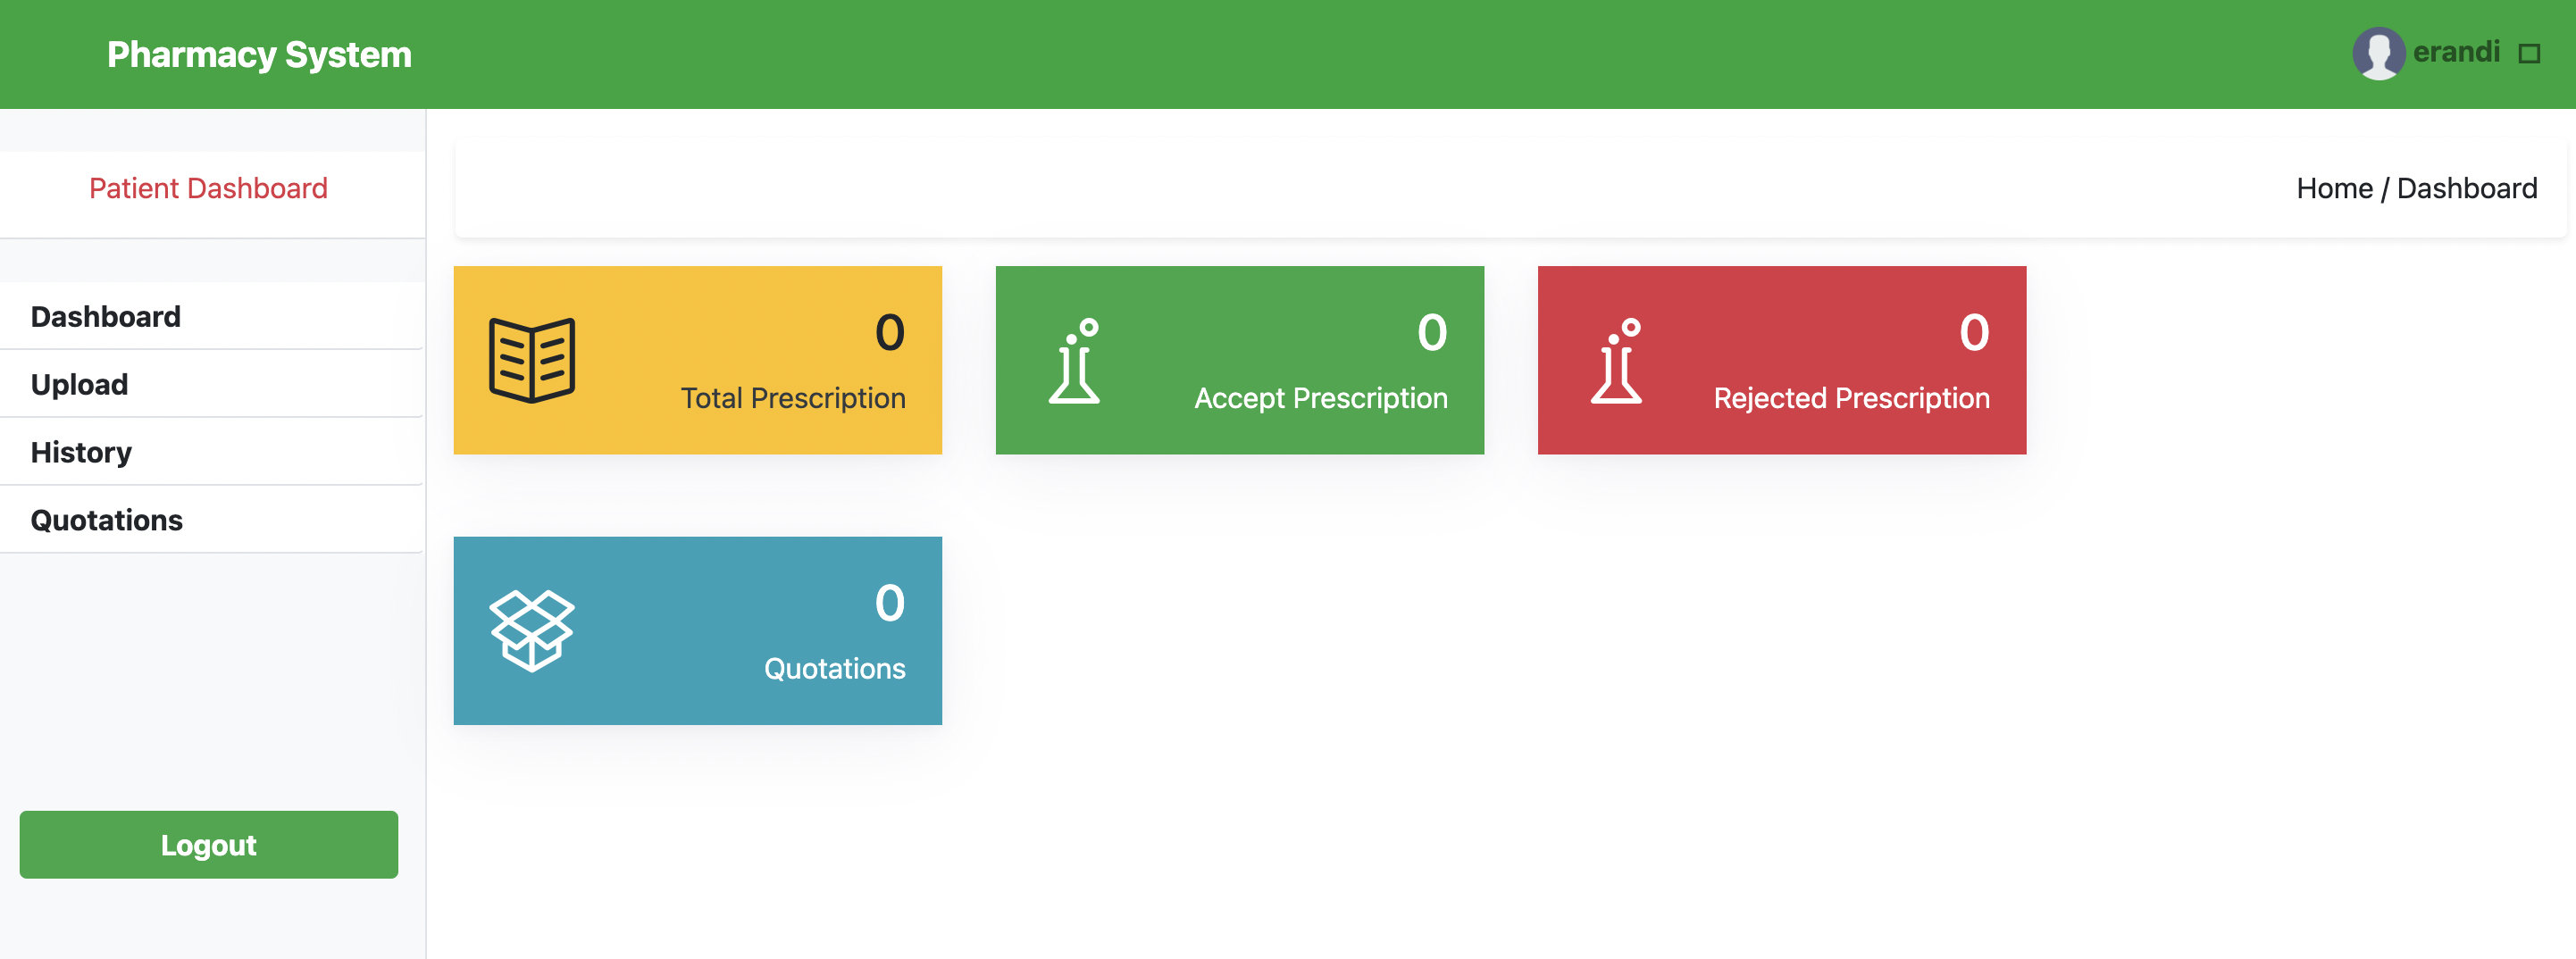 Pharmacy System
erandi
Patient Dashboard
Home / Dashboard
Dashboard
Upload
History
Quotations
Logout
0
Total Prescription
0
Accept Prescription
0
Rejected Prescription
0
Quotations